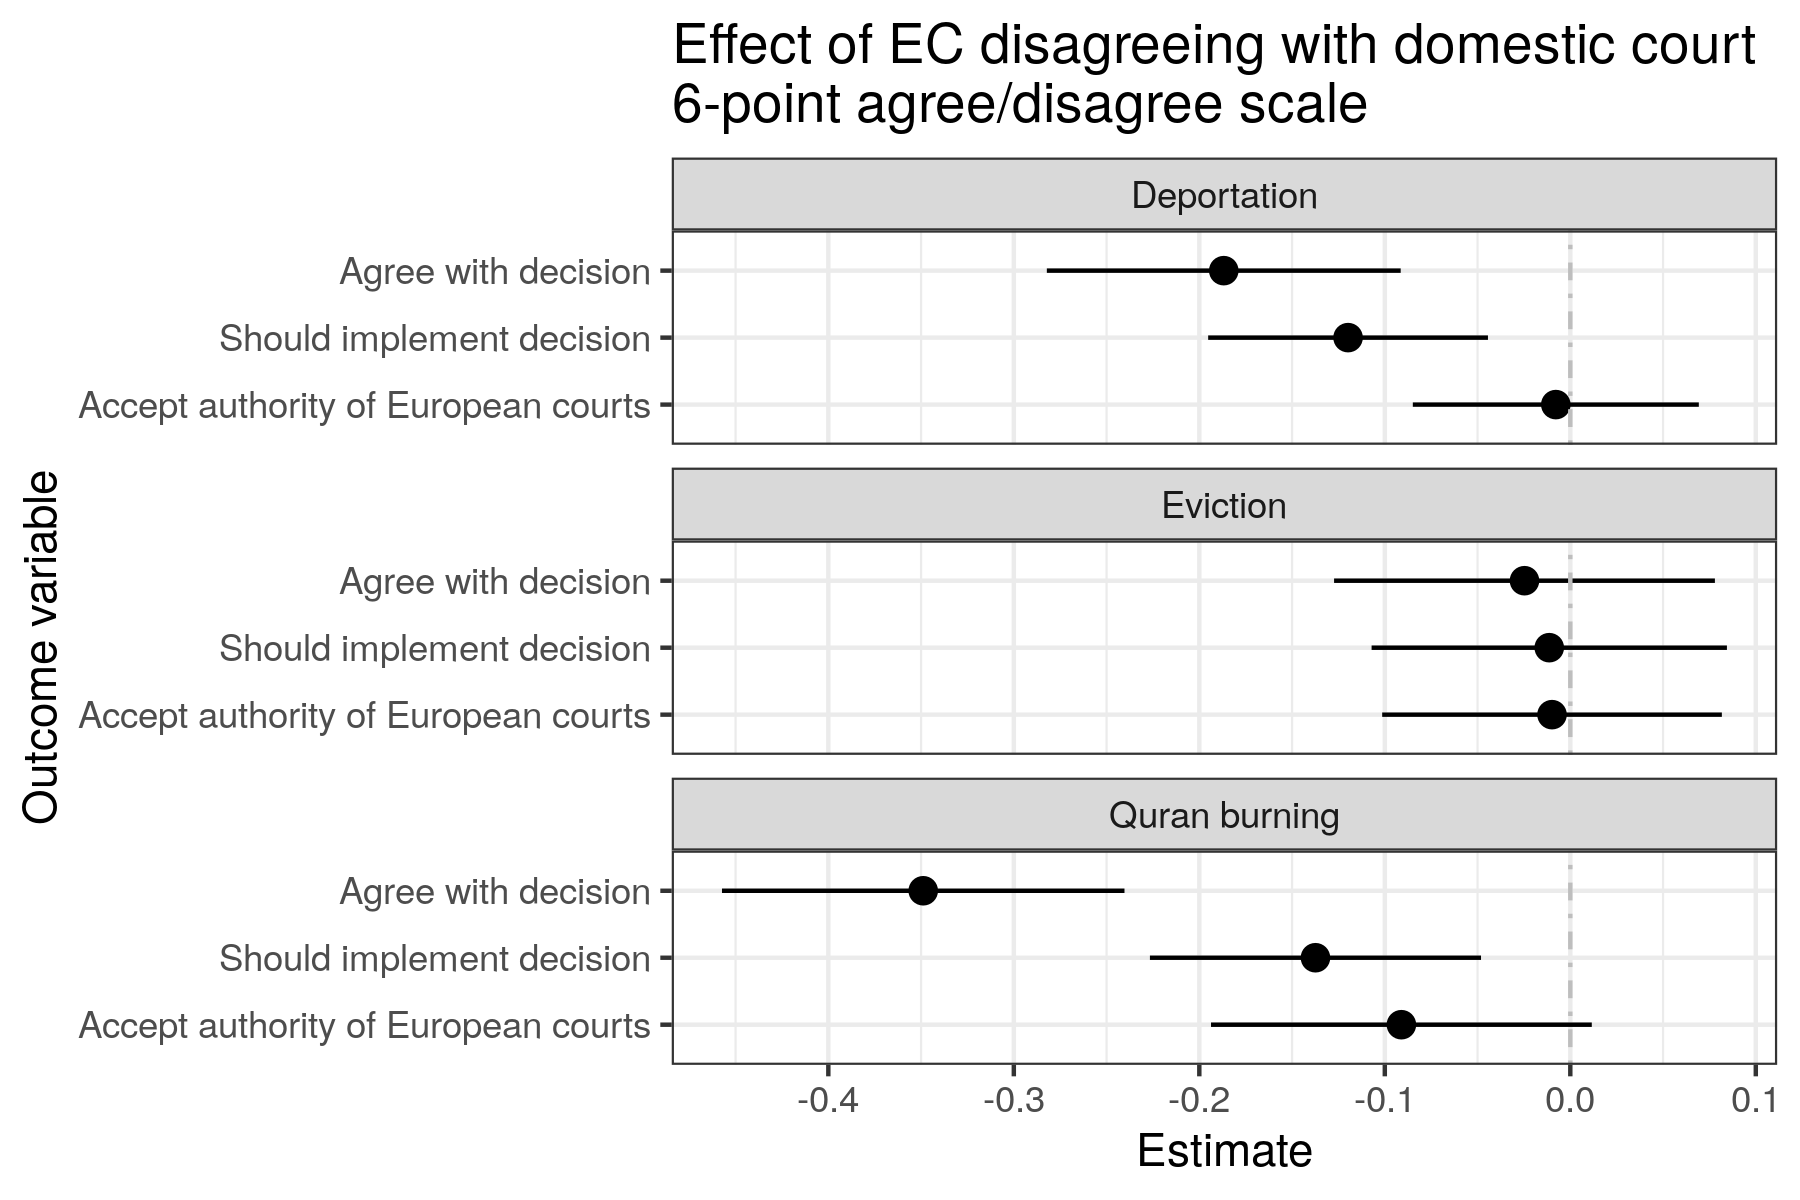 Effect of EC disagreeing with domestic court
6-point agree/disagree scale
Deportation
Agree with decision
Should implement decision
Accept authority of European courts
Eviction
Agree with decision
Should implement decision
Accept authority of European courts
Quran burning
Agree with decision
Should implement decision
Accept authority of European courts
Outcome variable
-0.4 -0.3 -0.2 -0.1 0.0 0.1
Estimate